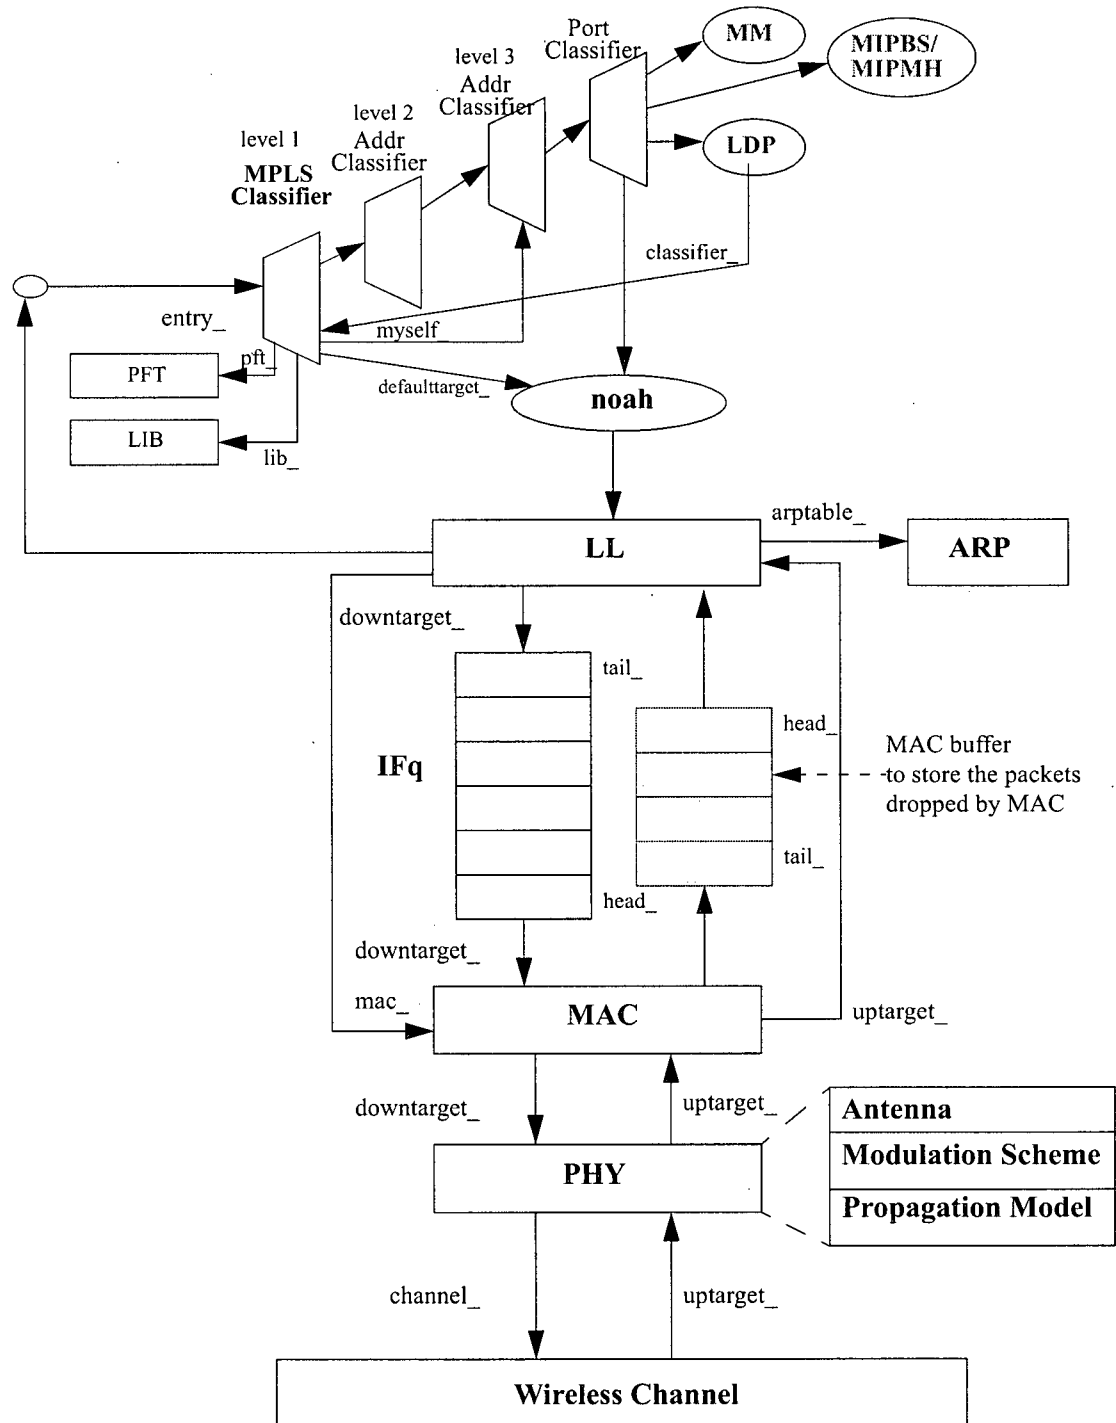 Port
Classifier
MM
MIPBS/
MIPMH
level 3
Addr
Classifier
level 2
Addr
Classifier
level 1
MPLS
Classifier
LDP
classifier_
entry_
myself_
pft_
PFT
defaulttarget_
noah
LIB
lib_
arptable_
LL
ARP
downtarget_
tail_
IFq
head_
MAC buffer
to store the packets
dropped by MAC
tail_
head_
downtarget_
mac_
MAC
uptarget_
downtarget_
uptarget_
Antenna
Modulation Scheme
PHY
Propagation Model
channel_
uptarget_
Wireless Channel